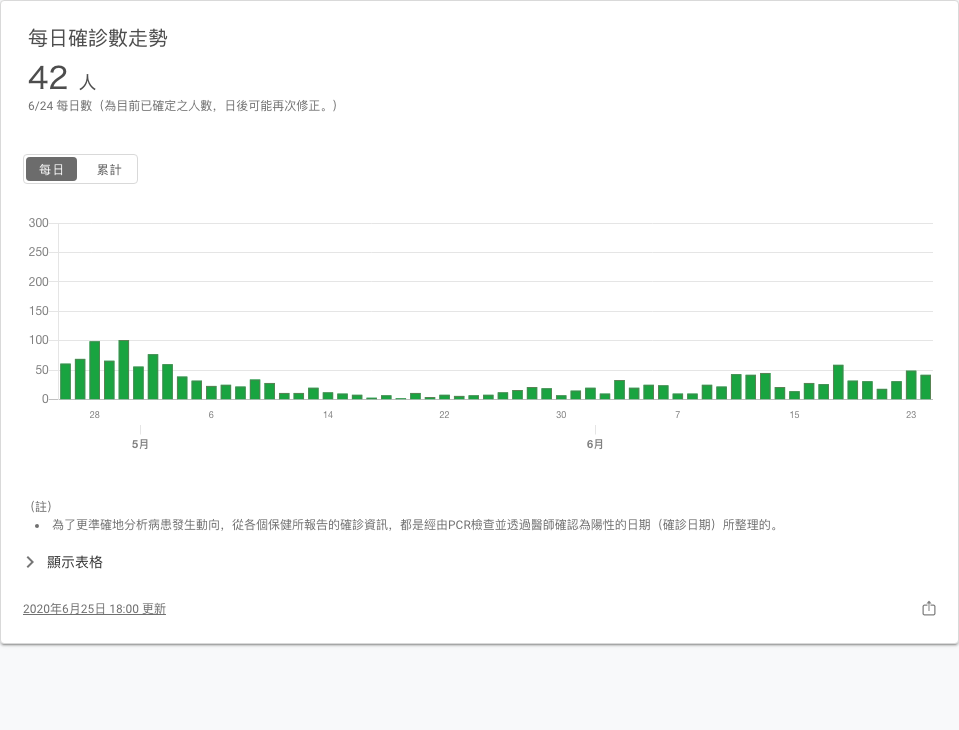 每日確診數走勢
42 人
6/24 每日數（為目前已確定之人數，日後可能再次修正。）
每日 累計
300
250
200
150
100
50
0
28 6 14 22 30 7 15 23
5月 6月
（註）
• 為了更準確地分析病患發生動向，從各個保健所報告的確診資訊，都是經由PCR檢查並透過醫師確認為陽性的日期（確診日期）所整理的。
顯示表格
2020年6月25日 18:00 更新